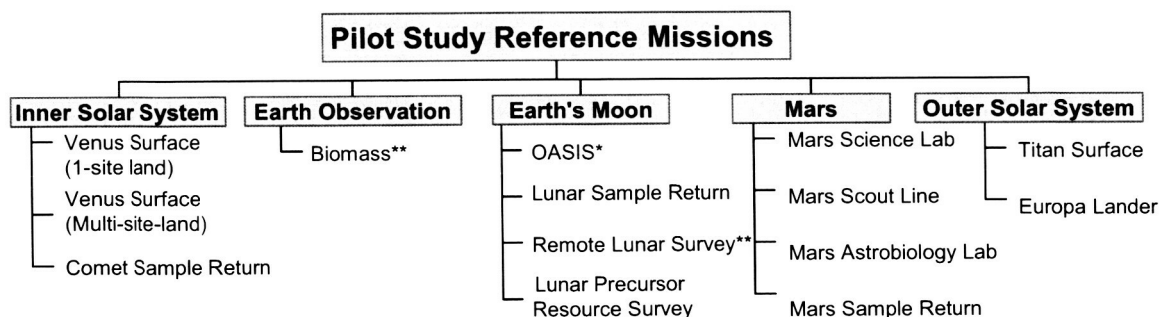 Pilot Study Reference Missions
Inner Solar System
Venus Surface
(1-site land)
Venus Surface
(Multi-site-land)
Comet Sample Return
Earth Observation
Biomass**
Earth's Moon
OASIS*
Lunar Sample Return
Remote Lunar Survey**
Lunar Precursor
Resource Survey
Mars
Mars Science Lab
Mars Scout Line
Mars Astrobiology Lab
Mars Sample Return
Outer Solar System
Titan Surface
Europa Lander